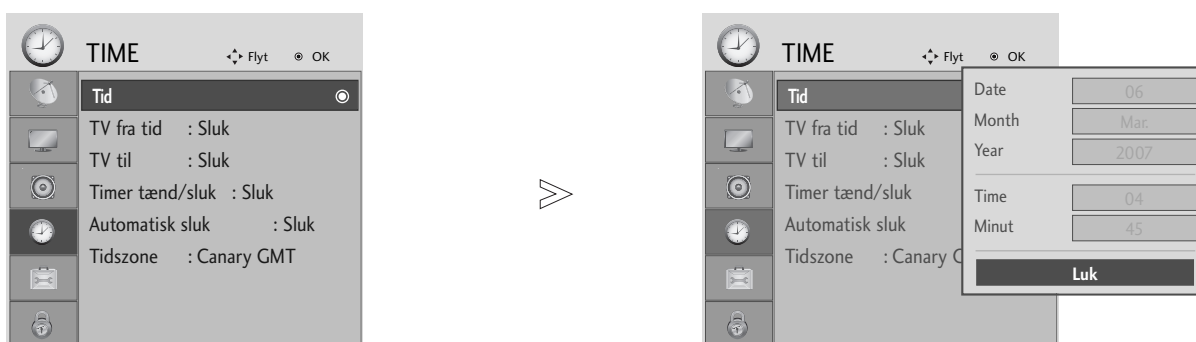 TIME Flyt OK
Tid
TV fra tid : Sluk
TV til : Sluk
Timer tænd/sluk : Sluk
Automatisk sluk : Sluk
Tidszone : Canary GMT
>
TIME Flyt OK
Tid
TV fra tid : Sluk
TV til : Sluk
Timer tænd/sluk
Automatisk sluk
Tidszone : Canary G
Date 06
Month Mar.
Year 2007
Time 04
Minut 45
Luk